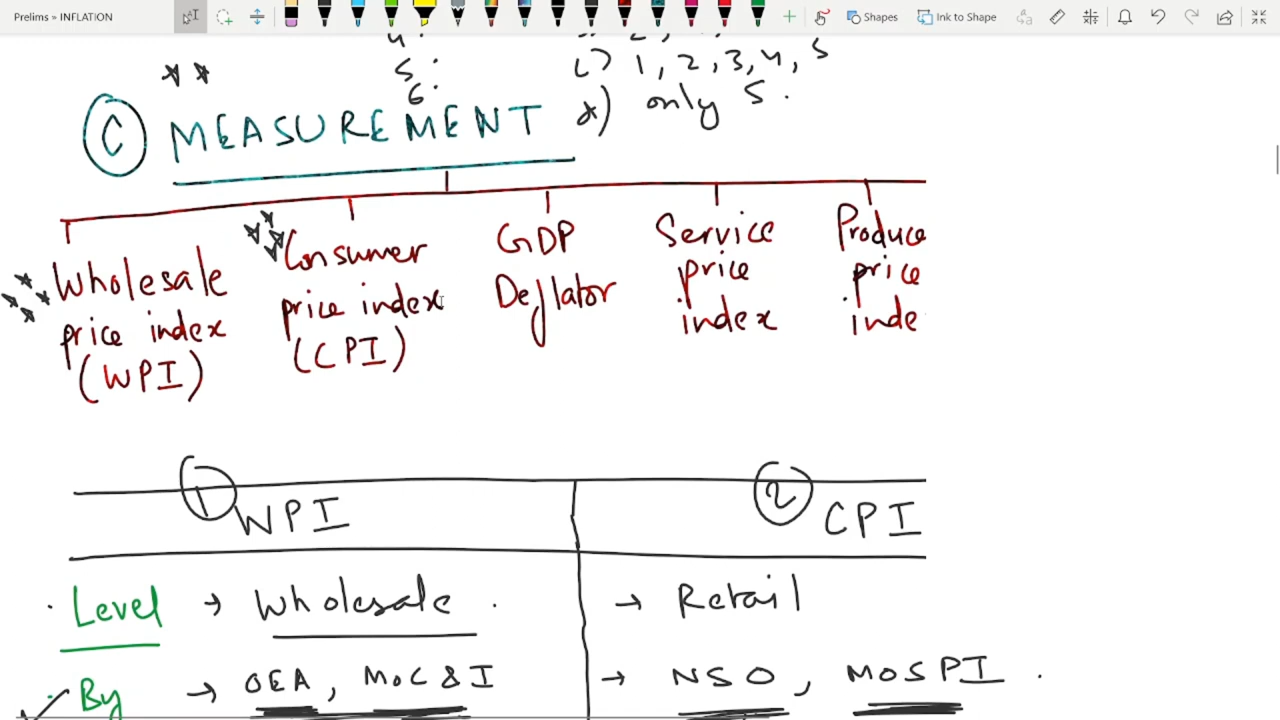 Prelims » INFLATION
Shapes
Ink to Shape
4:
5:
6:
c) 1, 2, 3, 4, 5
d) only 5.
C MEASUREMENT
Wholesale price index (WPI)
Consumer price index (CPI)
GDP Deflator
Service price index
Produce price inde
1 WPI
2 CPI
Level → Wholesale.
→ Retail
By → OEA, MoC&I
→ NSO, MOSPI.